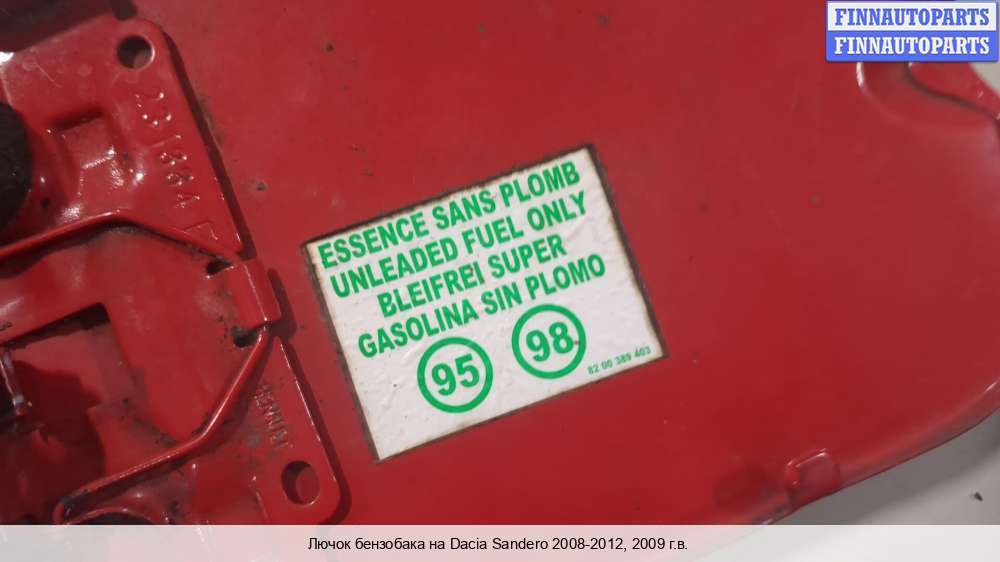 FINNAUTOPARTS
FINNAUTOPARTS
ESSENCE SANS PLOMB
UNLEADED FUEL ONLY
BLEIFREI SUPER
GASOLINA SIN PLOMO
95 98
82 00 389 403
RENAULT
Лючок бензобака на Dacia Sandero 2008-2012, 2009 г.в.